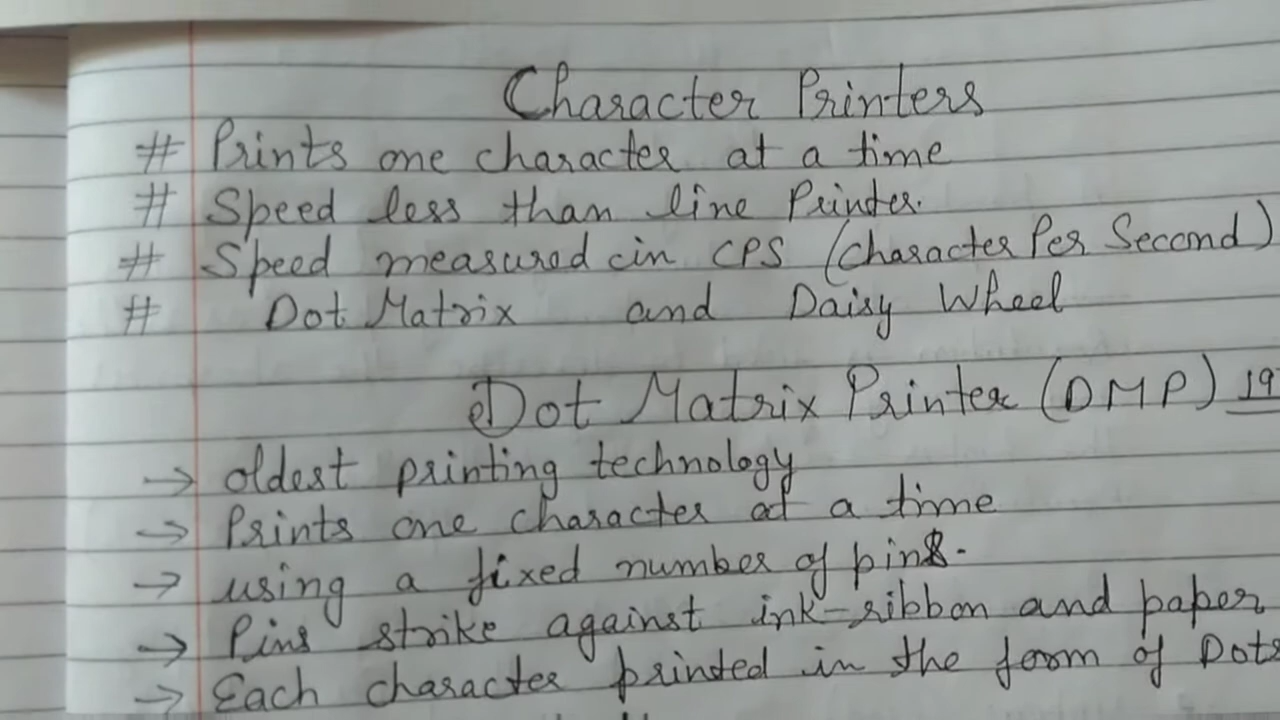 Character Printers
# Prints one character at a time
# Speed less than line Printer.
# Speed measured in CPS (Character Per Second)
# Dot Matrix and Daisy Wheel
Dot Matrix Printer (DMP) 19
→ oldest printing technology
→ Prints one character at a time
→ using a fixed number of pins.
→ Pins strike against ink-ribbon and paper
→ Each character printed in the form of Dots